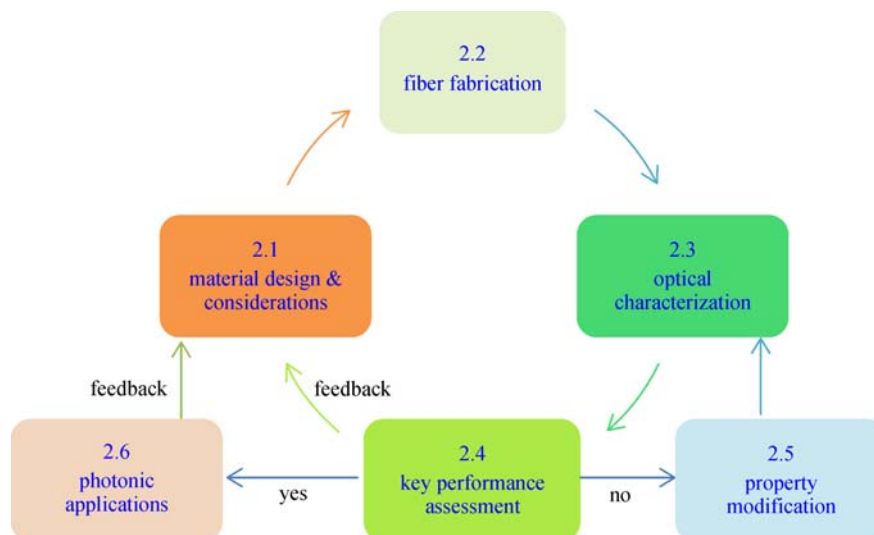 2.2
fiber fabrication
2.1
material design &
considerations
2.3
optical
characterization
feedback
feedback
2.6
photonic
applications
yes
2.4
key performance
assessment
no
2.5
property
modification